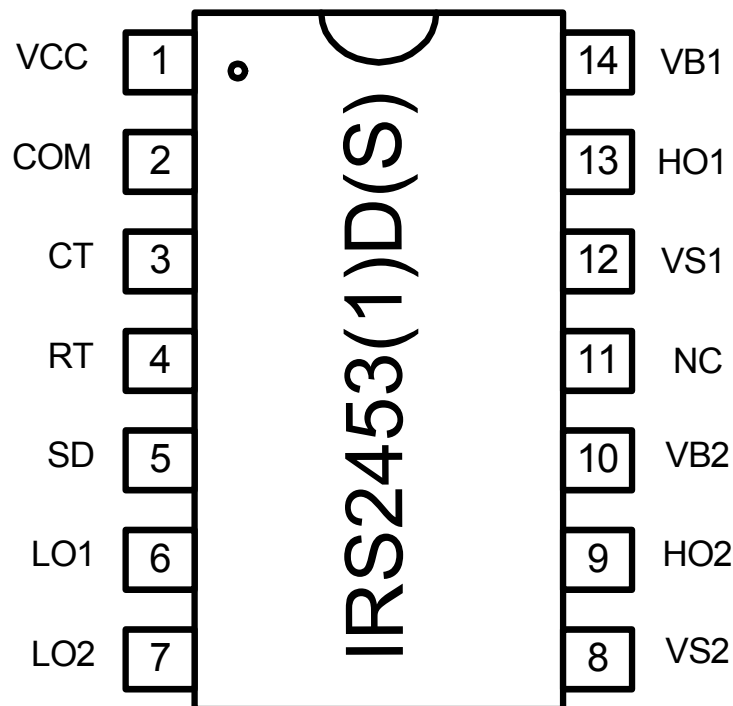 VCC 1 14 VB1
COM 2 13 HO1
CT 3 12 VS1
RT 4 11 NC
SD 5 10 VB2
LO1 6 9 HO2
LO2 7 8 VS2
IRS2453(1)D(S)